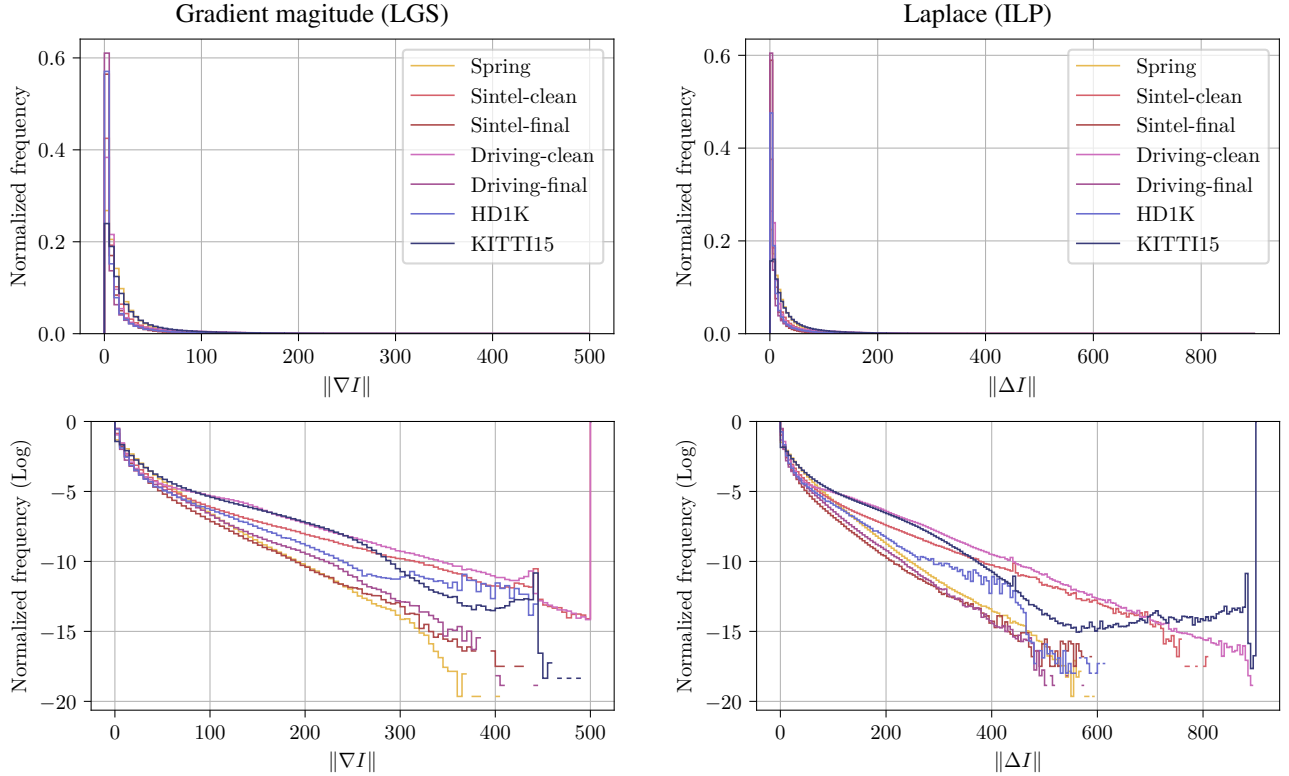 Gradient magitude (LGS)
Normalized frequency
0.6
0.4
0.2
0.0
Spring
Sintel-clean
Sintel-final
Driving-clean
Driving-final
HD1K
KITTI15
0 100 200 300 400 500
‖∇I‖
Laplace (ILP)
Normalized frequency
0.6
0.4
0.2
0.0
Spring
Sintel-clean
Sintel-final
Driving-clean
Driving-final
HD1K
KITTI15
0 200 400 600 800
‖ΔI‖
Normalized frequency (Log)
0
−5
−10
−15
−20
0 100 200 300 400 500
‖∇I‖
Normalized frequency (Log)
0
−5
−10
−15
−20
0 200 400 600 800
‖ΔI‖